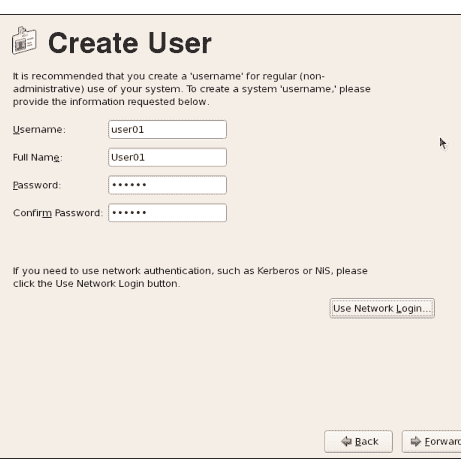 Create User
It is recommended that you create a 'username' for regular (non-
administrative) use of your system. To create a system 'username,' please
provide the information requested below.
Username: user01
Full Name: User01
Password: ••••••
Confirm Password: ••••••
If you need to use network authentication, such as Kerberos or NIS, please
click the Use Network Login button.
Use Network Login...
Back Forward